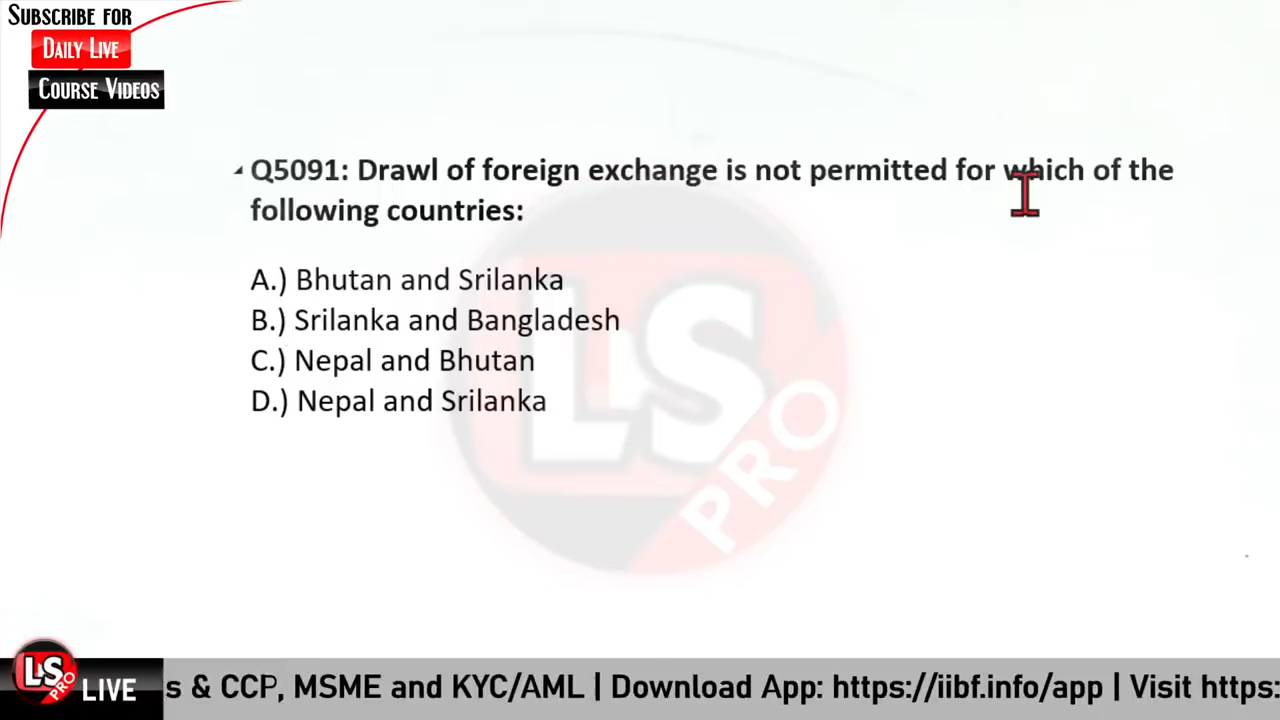 SUBSCRIBE FOR
DAILY LIVE
COURSE VIDEOS
Q5091: Drawl of foreign exchange is not permitted for which of the
following countries:
A.) Bhutan and Srilanka
B.) Srilanka and Bangladesh
C.) Nepal and Bhutan
D.) Nepal and Srilanka
LS
PRO
LS
PRO
LIVE
s & CCP, MSME and KYC/AML | Download App: https://iibf.info/app | Visit https: